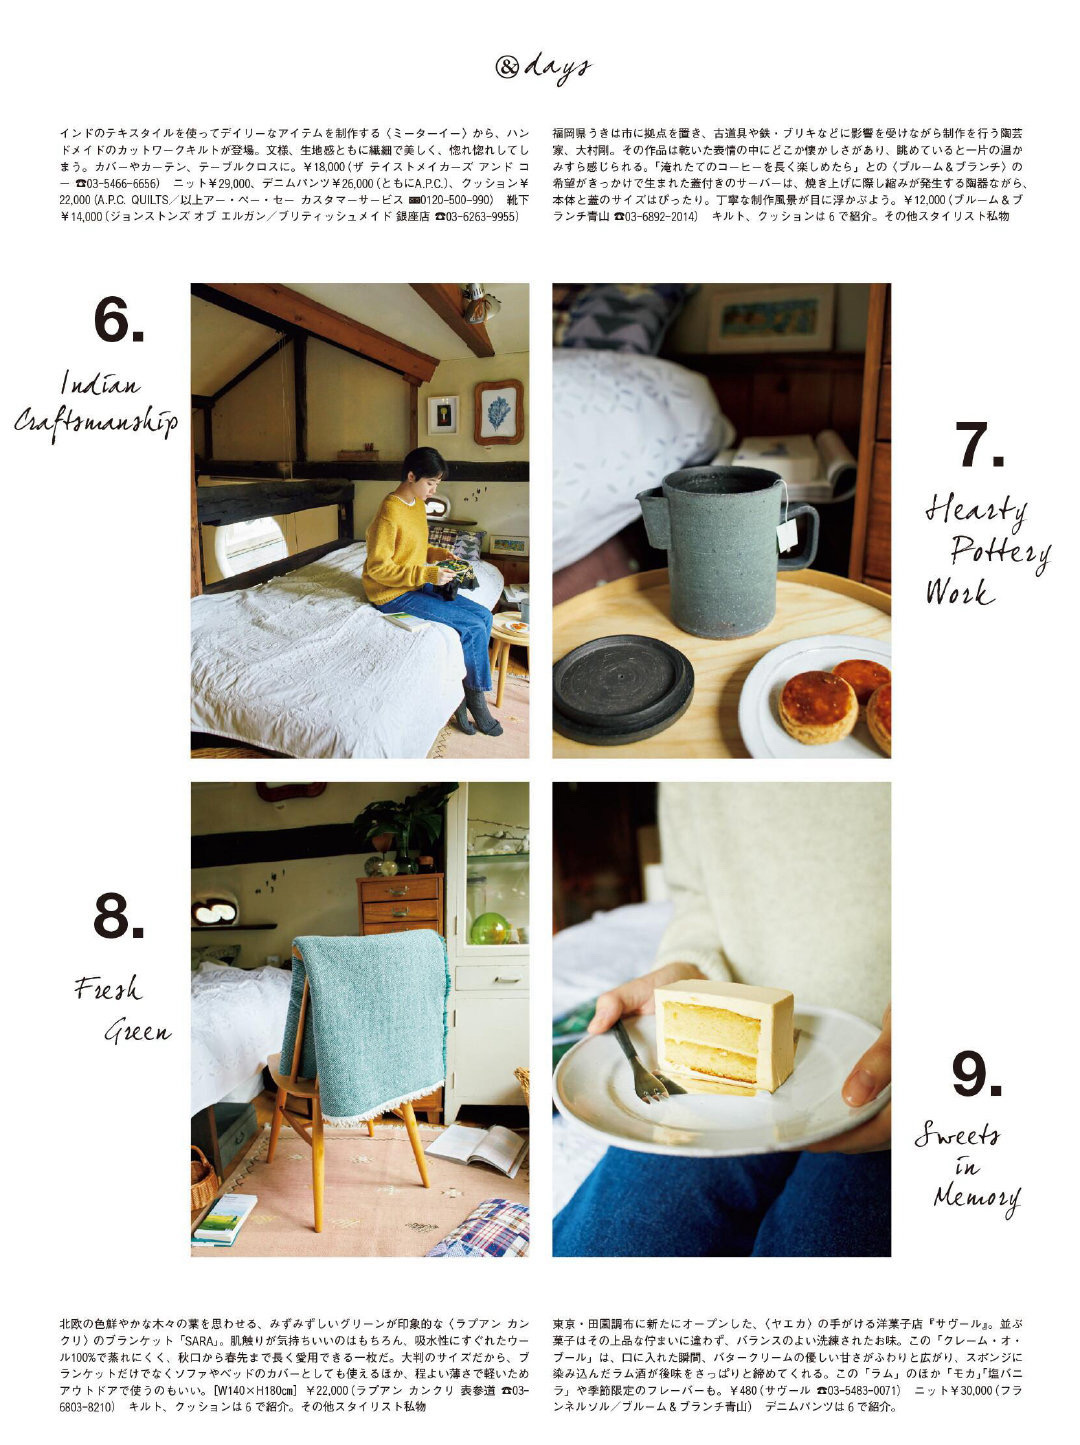 &days
インドのテキスタイルを使ってデイリーなアイテムを制作する〈ミーターイー〉から、ハン
ドメイドのカットワークキルトが登場。文様、生地感ともに繊細で美しく、惚れ惚れしてし
まう。カバーやカーテン、テーブルクロスに。¥18,000(ザ テイストメイカーズ アンド コ
ー ☎03-5466-6656) ニット¥29,000、デニムパンツ¥26,000(ともにA.P.C.)、クッション¥
22,000(A.P.C. QUILTS/以上アー・ペー・セー カスタマーサービス 0120-500-990) 靴下
¥14,000(ジョンストンズ オブ エルガン/ブリティッシュメイド 銀座店 ☎03-6263-9955)
福岡県うきは市に拠点を置き、古道具や鉄・ブリキなどに影響を受けながら制作を行う陶芸
家、大村剛。その作品は乾いた表情の中にどこか懐かしさがあり、眺めていると一片の温か
みすら感じられる。「淹れたてのコーヒーを長く楽しめたら」との〈ブルーム&ブランチ〉の
希望がきっかけで生まれた蓋付きのサーバーは、焼き上げに際し縮みが発生する陶器ながら、
本体と蓋のサイズはぴったり。丁寧な制作風景が目に浮かぶよう。¥12,000(ブルーム&ブ
ランチ青山 ☎03-6892-2014) キルト、クッションは6で紹介。その他スタイリスト私物
6.
Indian
Craftsmanship
7.
Hearty
Pottery
Work
8.
Fresh
Green
9.
Sweets
in
Memory
北欧の色鮮やかな木々の葉を思わせる、みずみずしいグリーンが印象的な〈ラプアン カン
クリ〉のブランケット「SARA」。肌触りが気持ちいいのはもちろん、吸水性にすぐれたウー
ル100%で蒸れにくく、秋口から春先まで長く愛用できる一枚だ。大判のサイズだから、ブ
ランケットだけでなくソファやベッドのカバーとしても使えるほか、程よい薄さで軽いため
アウトドアで使うのもいい。[W140×H180㎝] ¥22,000(ラプアン カンクリ 表参道 ☎03-
6803-8210) キルト、クッションは6で紹介。その他スタイリスト私物
東京・田園調布に新たにオープンした、〈ヤエカ〉の手がける洋菓子店『サヴール』。並ぶ
菓子はその上品な佇まいに違わず、バランスのよい洗練されたお味。この「クレーム・オ・
ブール」は、口に入れた瞬間、バタークリームの優しい甘さがふわりと広がり、スポンジに
染み込んだラム酒が後味をさっぱりと締めてくれる。この「ラム」のほか「モカ」「塩バニ
ラ」や季節限定のフレーバーも。¥480(サヴール ☎03-5483-0071) ニット¥30,000(フラ
ンネルソル/ブルーム&ブランチ青山) デニムパンツは6で紹介。